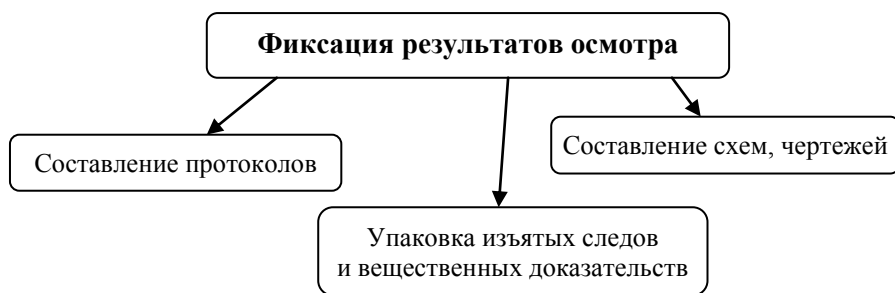 Фиксация результатов осмотра
Составление протоколов
Составление схем, чертежей
Упаковка изъятых следов
и вещественных доказательств